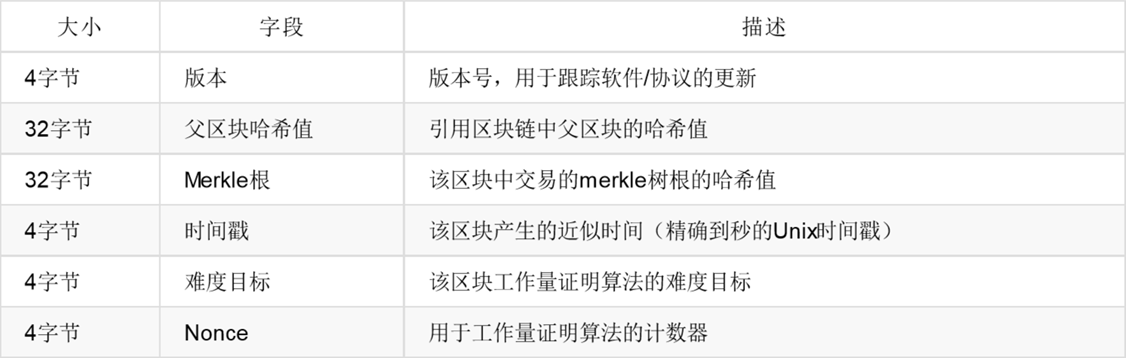 大小 字段 描述
4字节 版本 版本号，用于跟踪软件/协议的更新
32字节 父区块哈希值 引用区块链中父区块的哈希值
32字节 Merkle根 该区块中交易的merkle树根的哈希值
4字节 时间戳 该区块产生的近似时间（精确到秒的Unix时间戳）
4字节 难度目标 该区块工作量证明算法的难度目标
4字节 Nonce 用于工作量证明算法的计数器